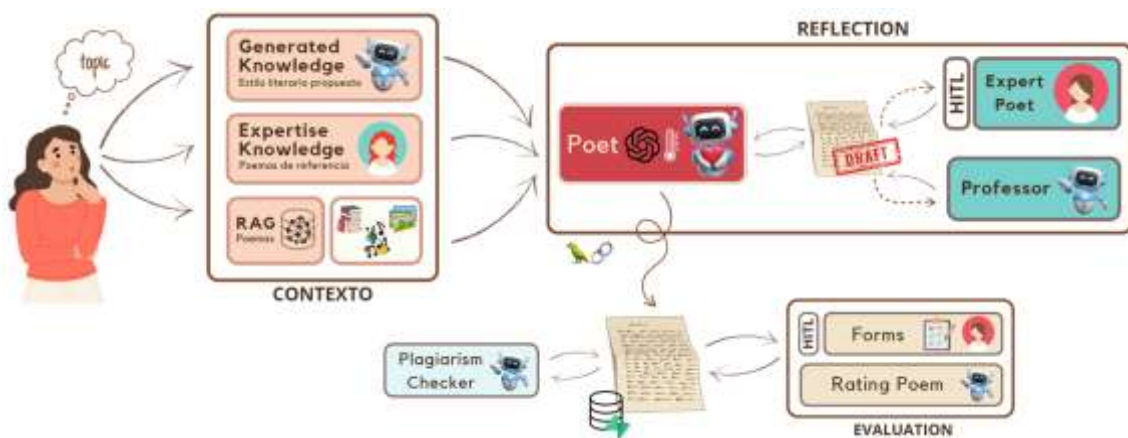 topic
Generated
Knowledge
Estilo literario propuesto
Expertise
Knowledge
Poemas de referencia
RAG
Poemas
CONTEXTO
REFLECTION
Poet
DRAFT
HITL
Expert
Poet
Professor
Plagiarism
Checker
HITL
Forms
Rating Poem
EVALUATION